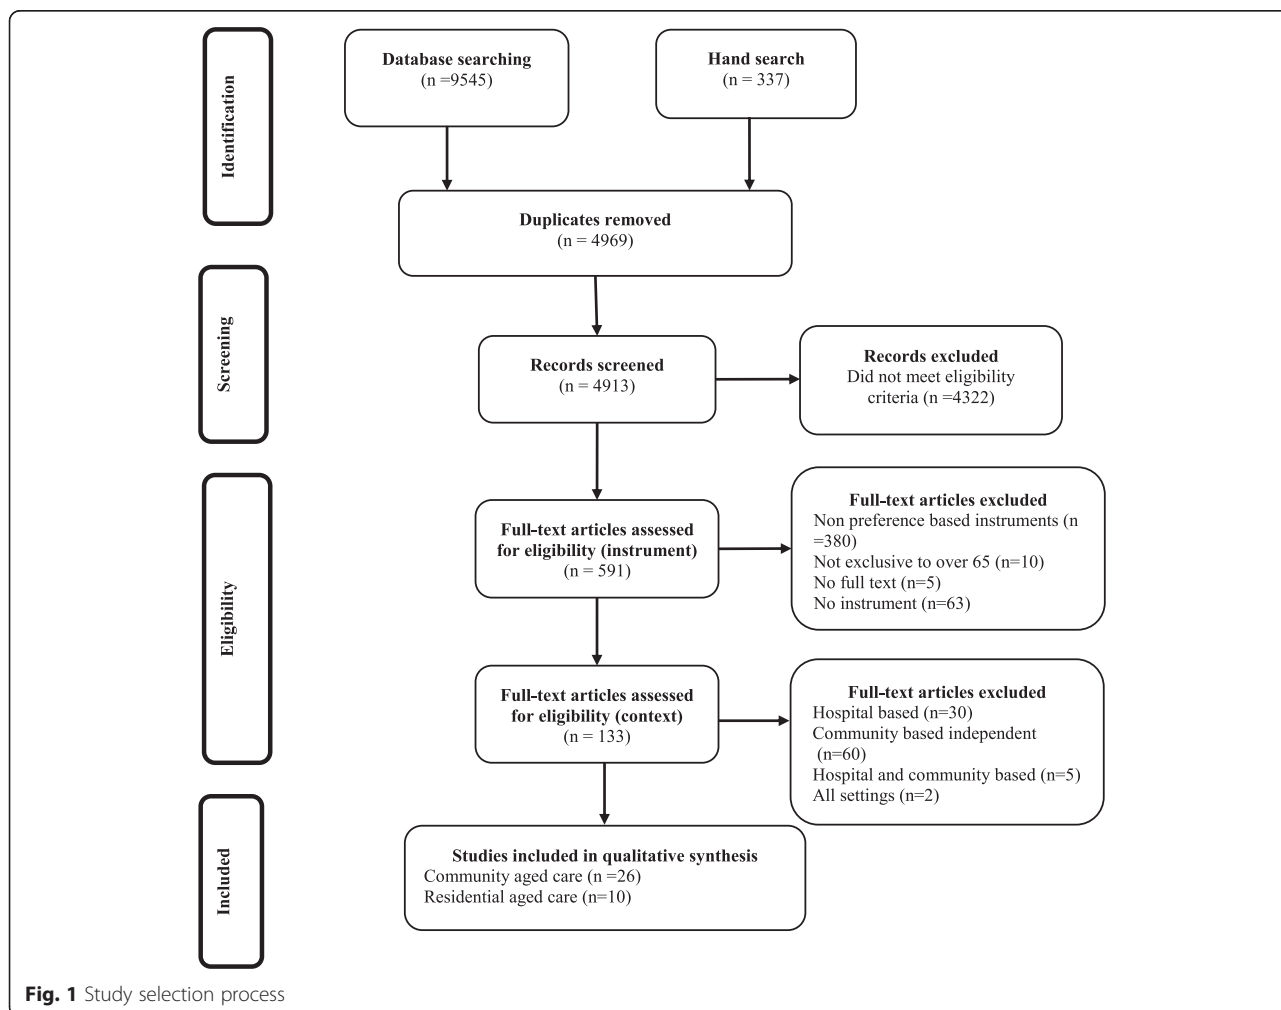 Identification
Database searching
(n =9545)
Hand search
(n = 337)
Duplicates removed
(n = 4969)
Screening
Records screened
(n = 4913)
Records excluded
Did not meet eligibility
criteria (n =4322)
Eligibility
Full-text articles assessed
for eligibility (instrument)
(n = 591)
Full-text articles excluded
Non preference based instruments (n
=380)
Not exclusive to over 65 (n=10)
No full text (n=5)
No instrument (n=63)
Full-text articles assessed
for eligibility (context)
(n = 133)
Full-text articles excluded
Hospital based (n=30)
Community based independent
(n=60)
Hospital and community based (n=5)
All settings (n=2)
Included
Studies included in qualitative synthesis
Community aged care (n =26)
Residential aged care (n=10)
Fig. 1 Study selection process